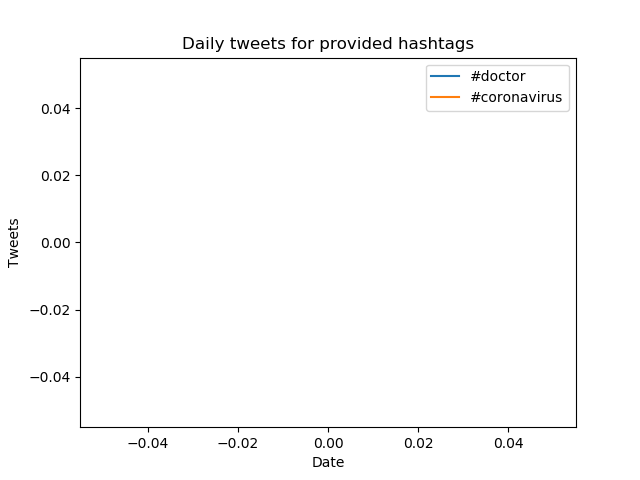 Daily tweets for provided hashtags
#doctor
#coronavirus
0.04
0.02
0.00
−0.02
−0.04
Tweets
−0.04 −0.02 0.00 0.02 0.04
Date